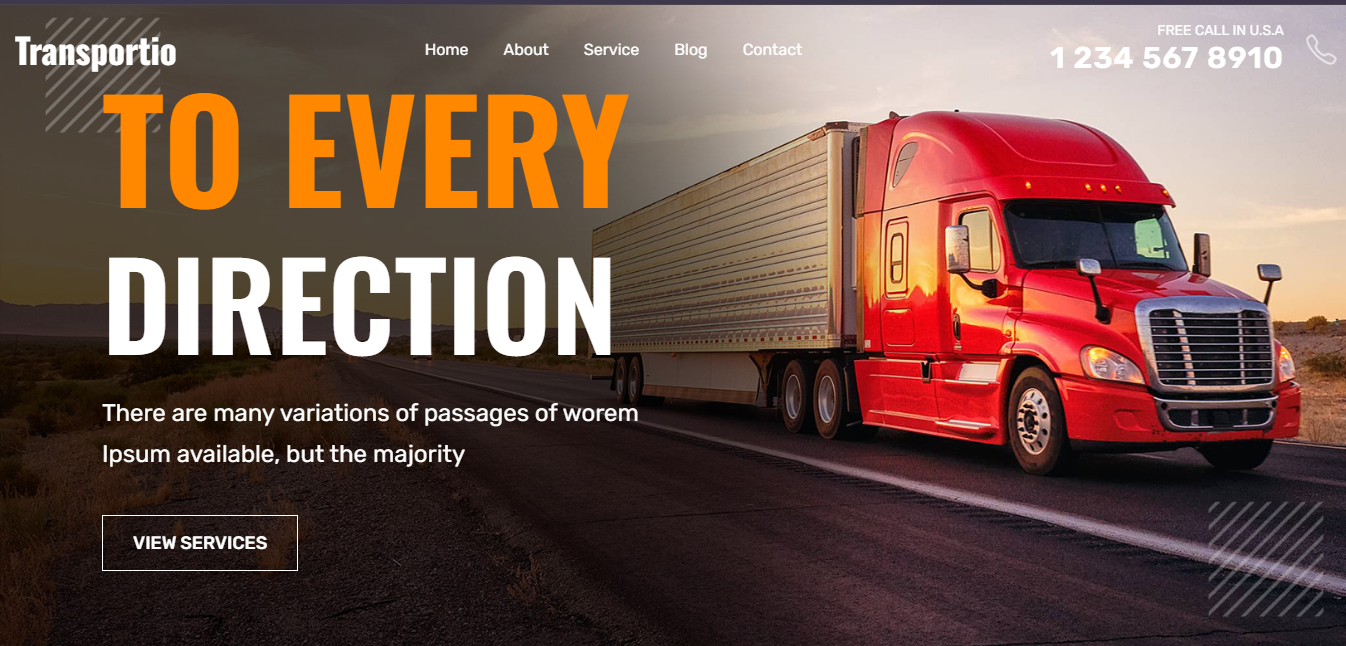 Transportio
Home About Service Blog Contact
FREE CALL IN U.S.A
1 234 567 8910
TO EVERY
DIRECTION
There are many variations of passages of worem
Ipsum available, but the majority
VIEW SERVICES